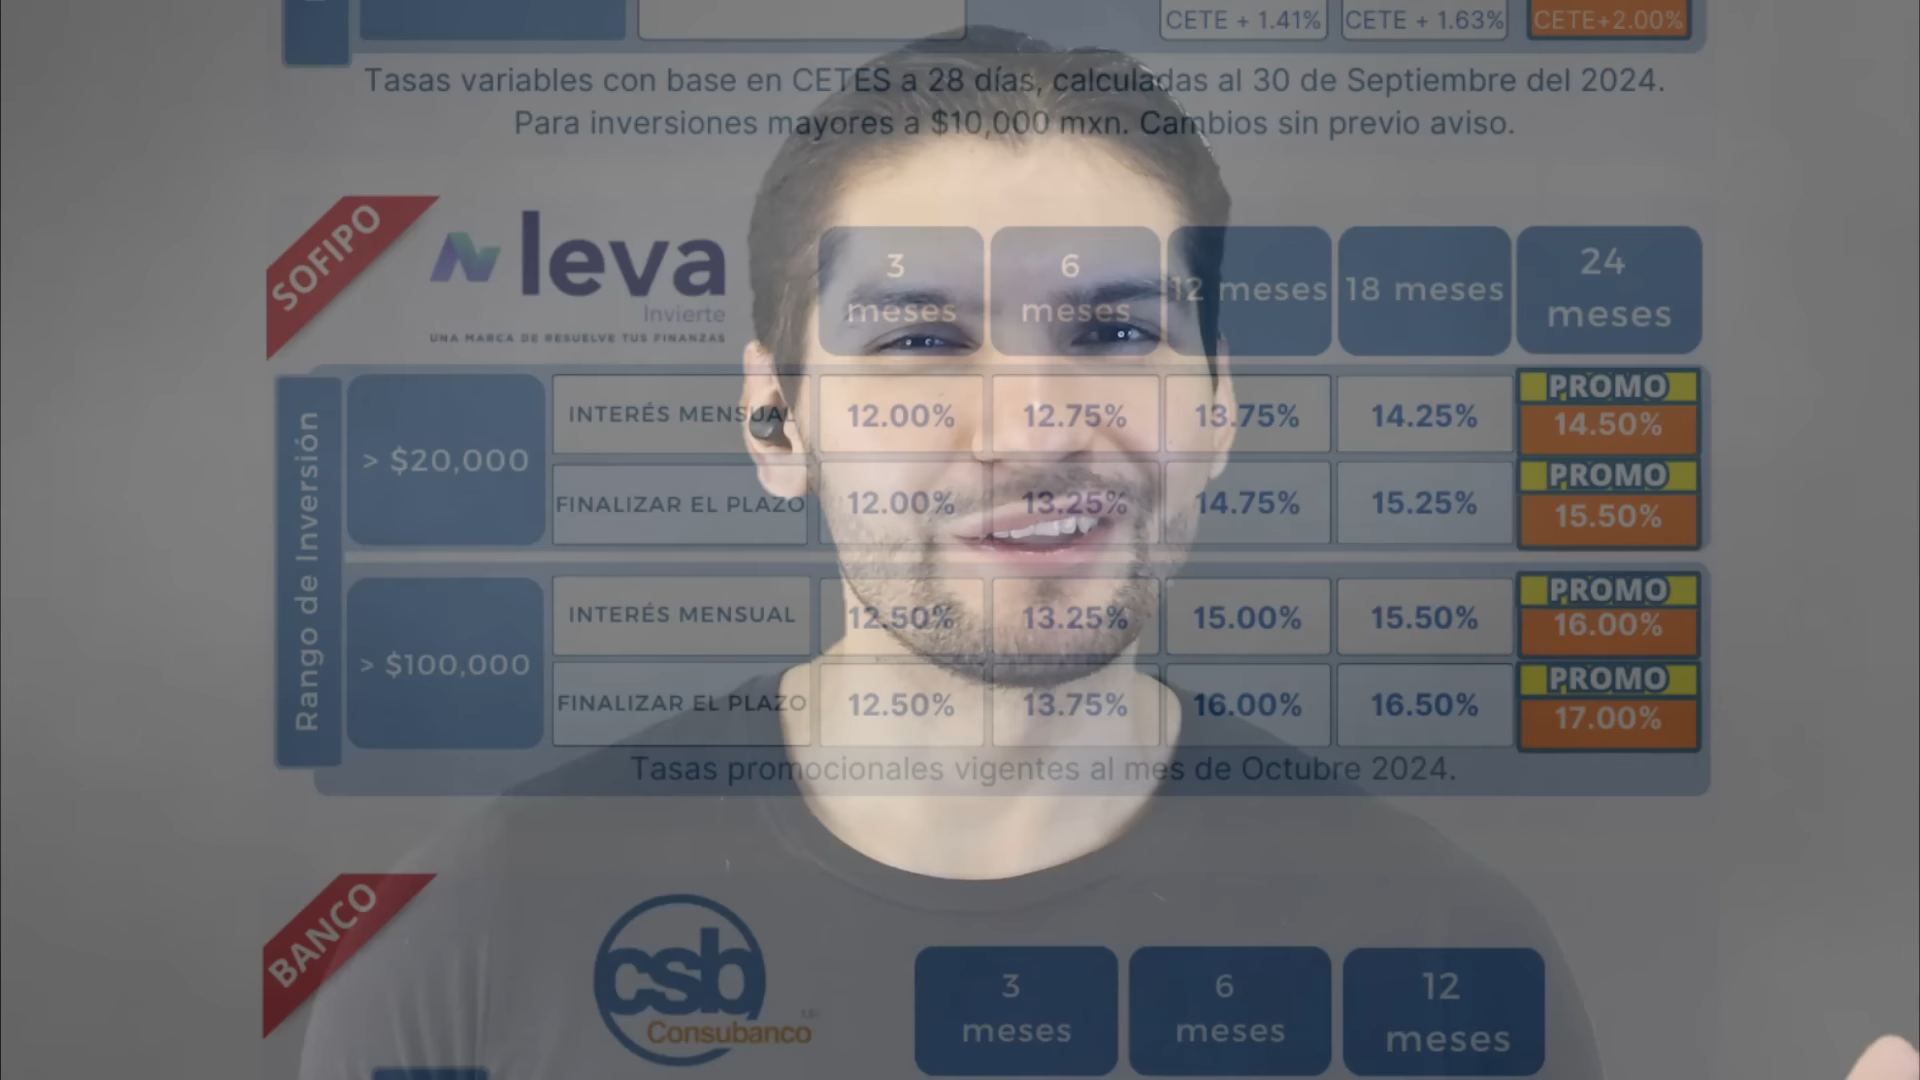 CETE + 1.41% CETE + 1.63% CETE+2.00%
Tasas variables con base en CETES a 28 días, calculadas al 30 de Septiembre del 2024.
Para inversiones mayores a $10,000 mxn. Cambios sin previo aviso.
SOFIPO
leva
Invierte
UNA MARCA DE RESUELVE TUS FINANZAS
3 meses
6 meses
12 meses
18 meses
24 meses
Rango de Inversión
> $20,000
INTERÉS MENSUAL 12.00% 12.75% 13.75% 14.25% PROMO 14.50%
FINALIZAR EL PLAZO 12.00% 13.25% 14.75% 15.25% PROMO 15.50%
> $100,000
INTERÉS MENSUAL 12.50% 13.25% 15.00% 15.50% PROMO 16.00%
FINALIZAR EL PLAZO 12.50% 13.75% 16.00% 16.50% PROMO 17.00%
Tasas promocionales vigentes al mes de Octubre 2024.
BANCO
csb
Consubanco
3 meses
6 meses
12 meses